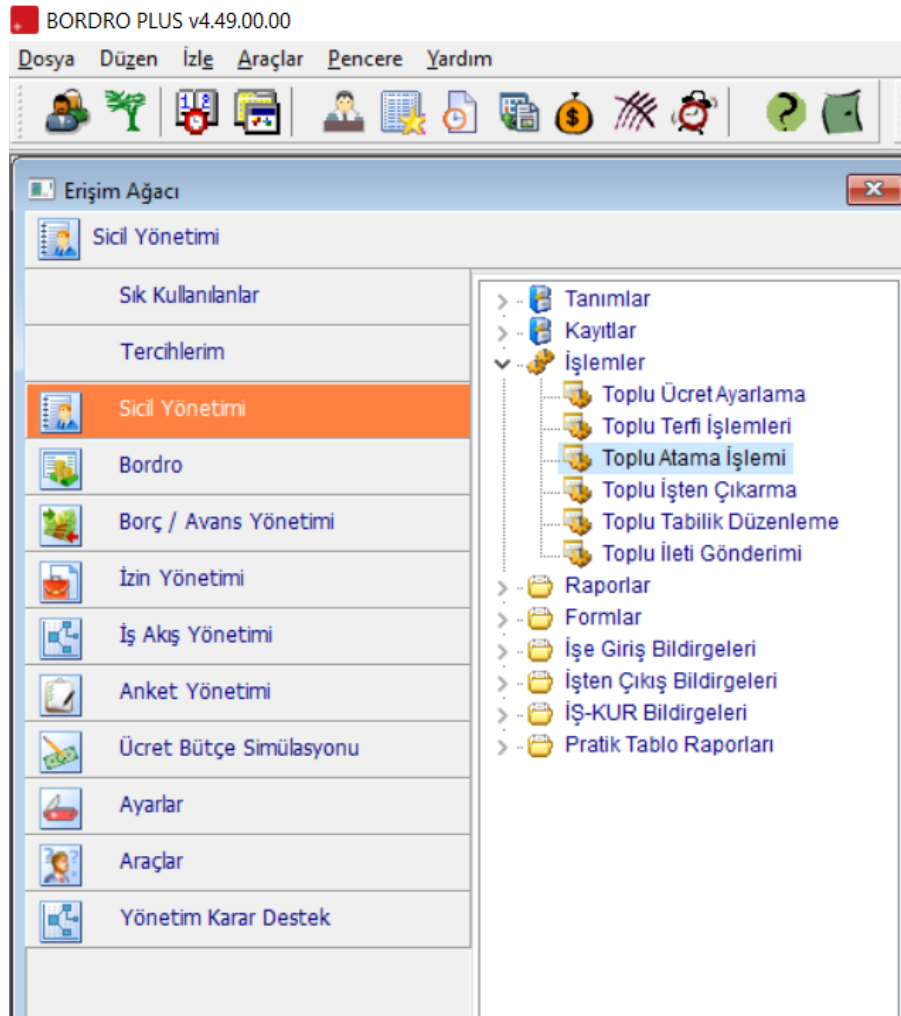 BORDRO PLUS v4.49.00.00
Dosya Düzen İzle Araçlar Pencere Yardım
Erişim Ağacı
Sicil Yönetimi
Sık Kullanılanlar
Tercihlerim
Sicil Yönetimi
Bordro
Borç / Avans Yönetimi
İzin Yönetimi
İş Akış Yönetimi
Anket Yönetimi
Ücret Bütçe Simülasyonu
Ayarlar
Araçlar
Yönetim Karar Destek
Tanımlar
Kayıtlar
İşlemler
Toplu Ücret Ayarlama
Toplu Terfi İşlemleri
Toplu Atama İşlemi
Toplu İşten Çıkarma
Toplu Tabilik Düzenleme
Toplu İleti Gönderimi
Raporlar
Formlar
İşe Giriş Bildirgeleri
İşten Çıkış Bildirgeleri
İŞ-KUR Bildirgeleri
Pratik Tablo Raporları